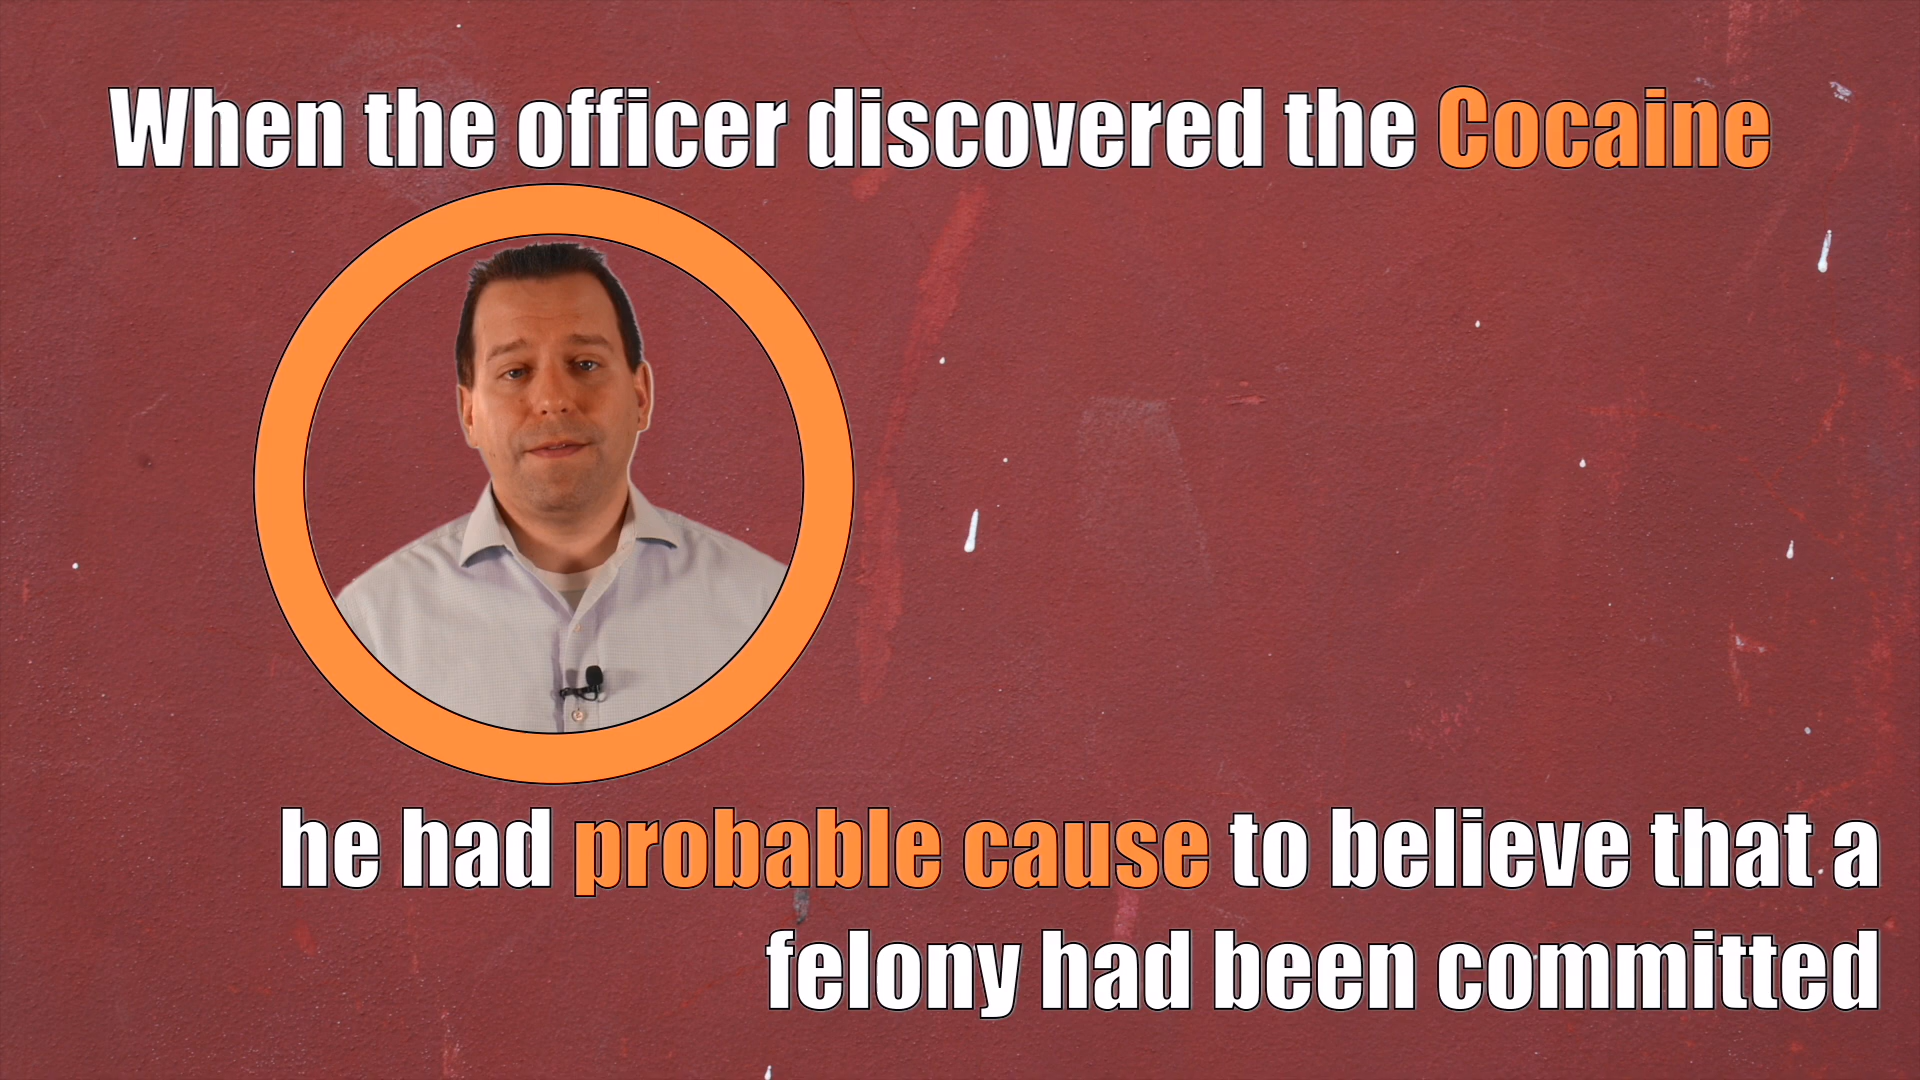 When the officer discovered the Cocaine
he had probable cause to believe that a
felony had been committed